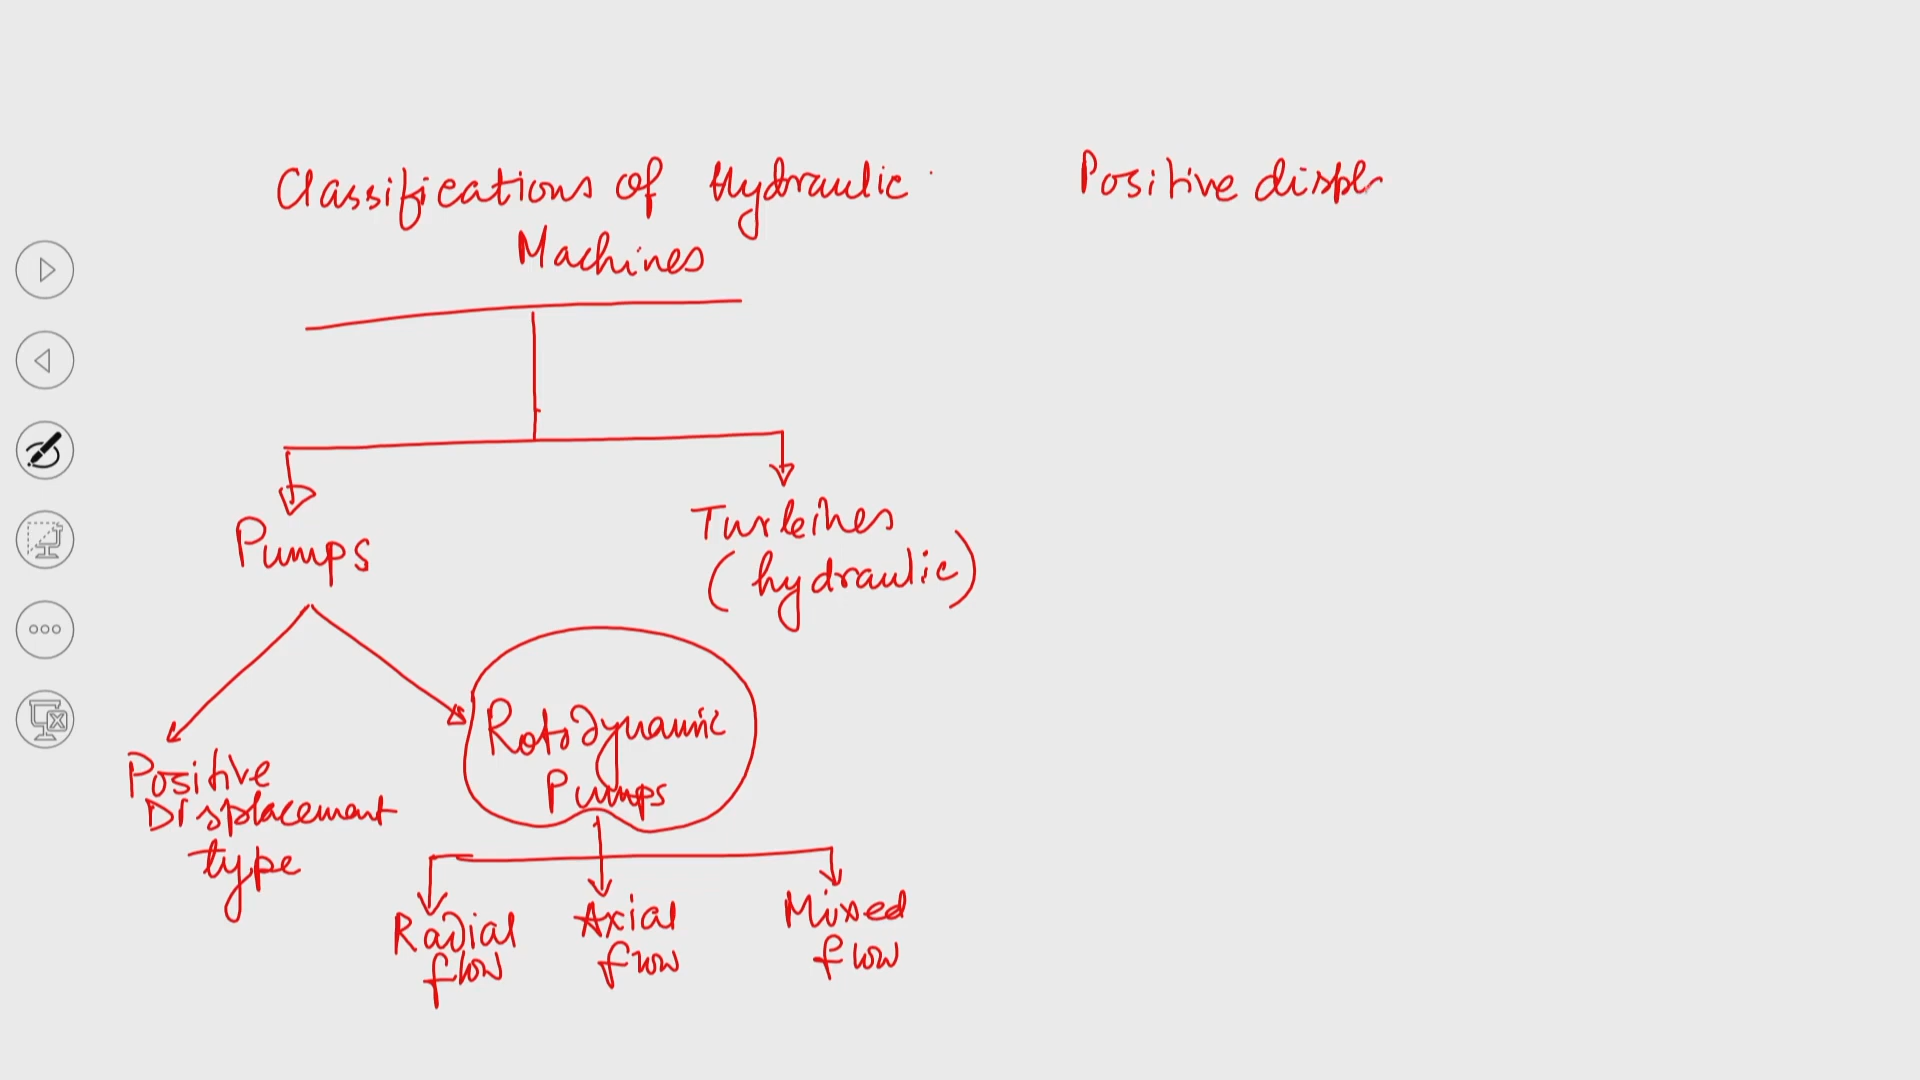 Classifications of Hydraulic
Machines
Positive displ
Pumps
Turbines
(hydraulic)
Positive
Displacement
type
Rotodynamic
Pumps
Radial
flow
Axial
flow
Mixed
flow